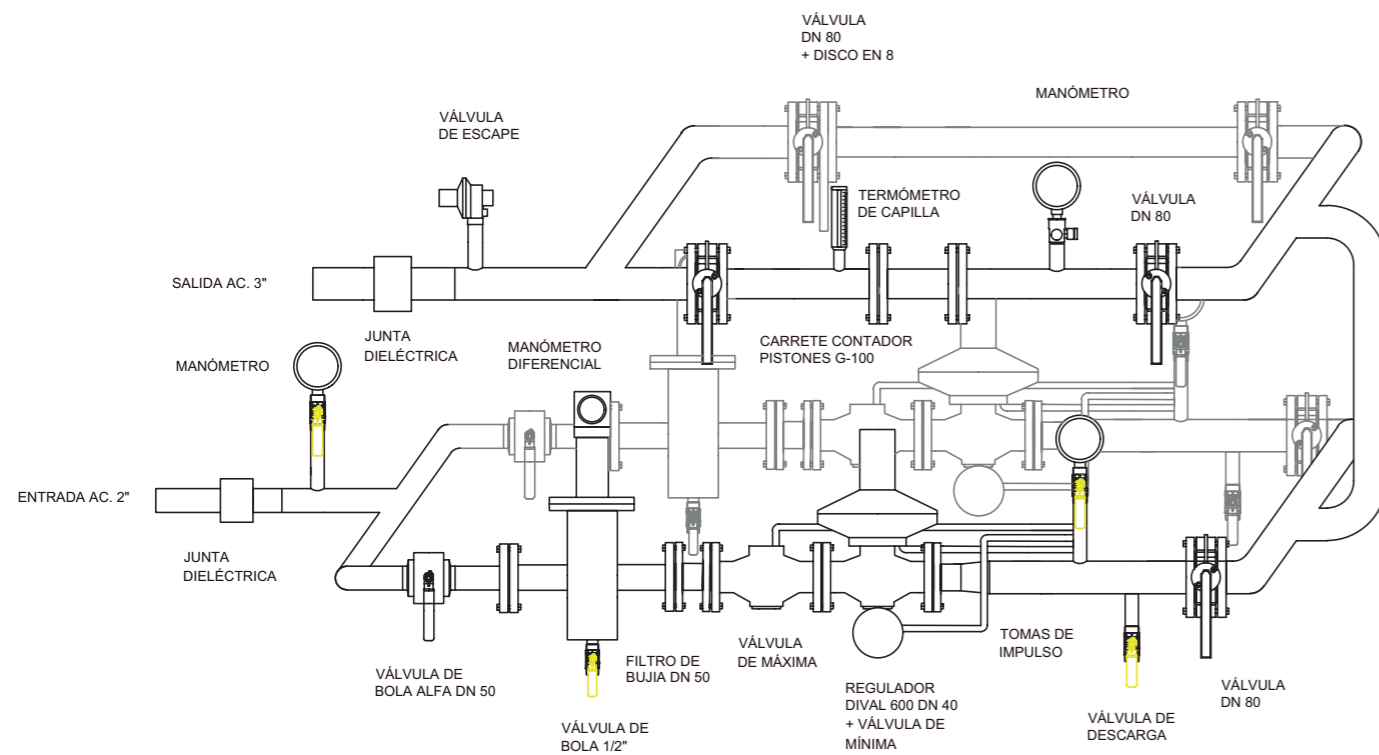 VÁLVULA
DN 80
+ DISCO EN 8
MANÓMETRO
VÁLVULA
DE ESCAPE
TERMÓMETRO
DE CAPILLA
VÁLVULA
DN 80
SALIDA AC. 3"
JUNTA
DIELÉCTRICA
CARRETE CONTADOR
PISTONES G-100
MANÓMETRO
MANÓMETRO
DIFERENCIAL
ENTRADA AC. 2"
JUNTA
DIELÉCTRICA
VÁLVULA DE
BOLA ALFA DN 50
FILTRO DE
BUJIA DN 50
VÁLVULA
DE MÁXIMA
TOMAS DE
IMPULSO
REGULADOR
DIVAL 600 DN 40
+ VÁLVULA DE
MÍNIMA
VÁLVULA
DN 80
VÁLVULA DE
BOLA 1/2"
VÁLVULA DE
DESCARGA